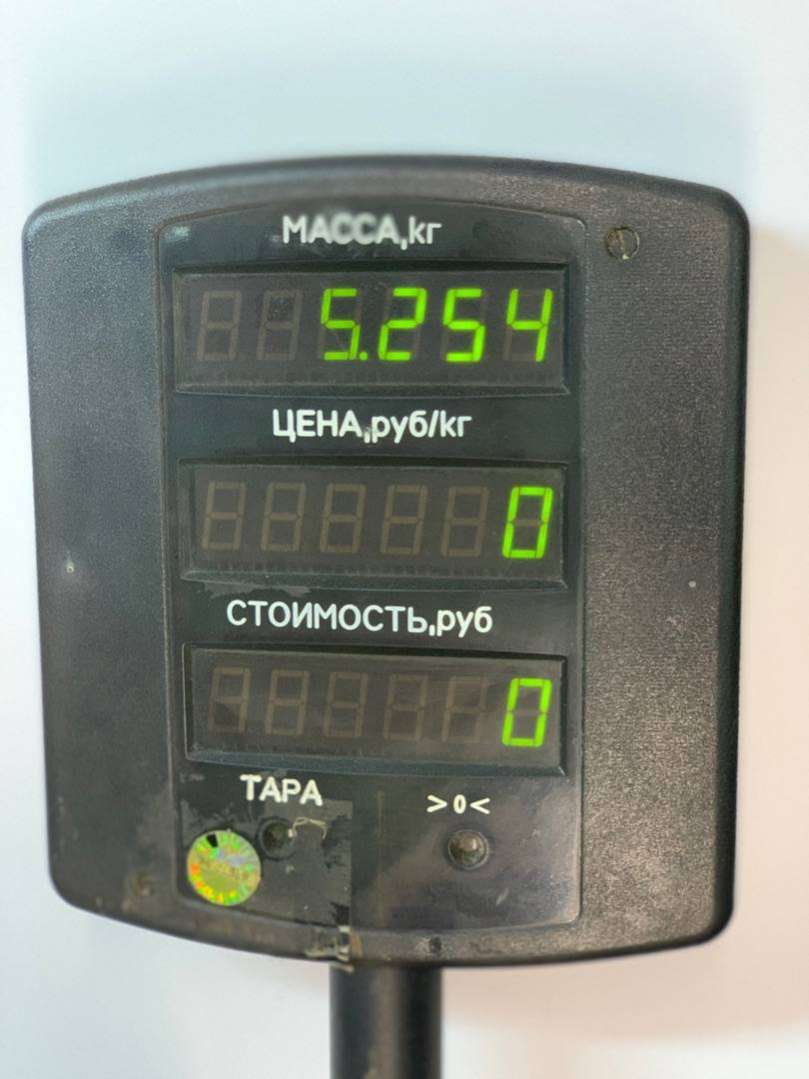 МАССА,кг
5.254
ЦЕНА,руб/кг
0
СТОИМОСТЬ,руб
0
ТАРА >0<